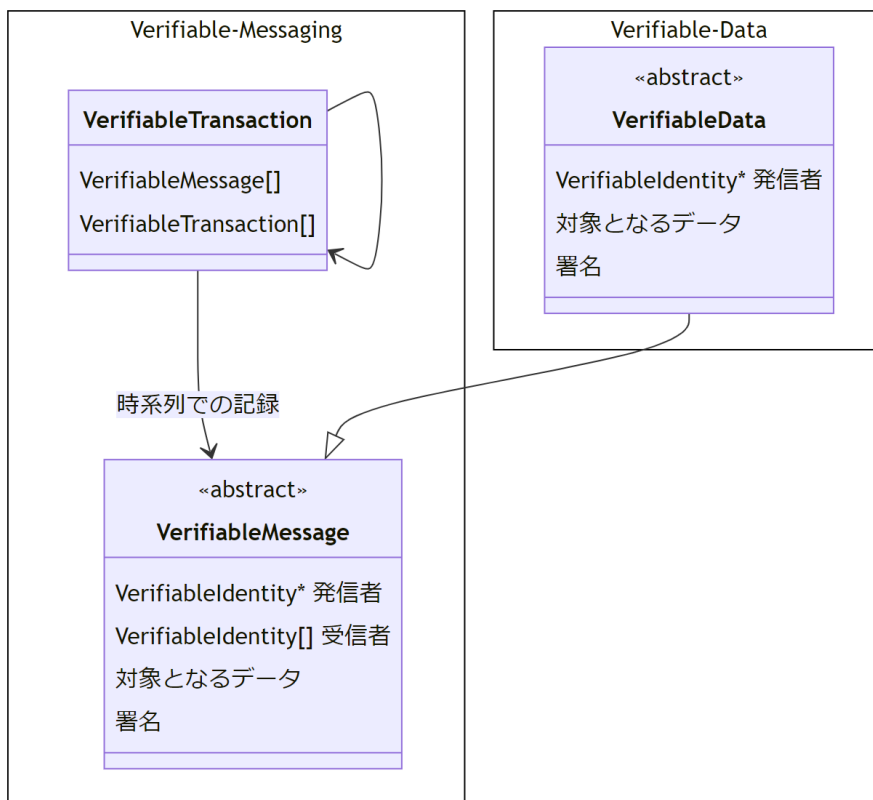 Verifiable-Messaging
VerifiableTransaction
VerifiableMessage[]
VerifiableTransaction[]
時系列での記録
«abstract»
VerifiableMessage
VerifiableIdentity* 発信者
VerifiableIdentity[] 受信者
対象となるデータ
署名
Verifiable-Data
«abstract»
VerifiableData
VerifiableIdentity* 発信者
対象となるデータ
署名